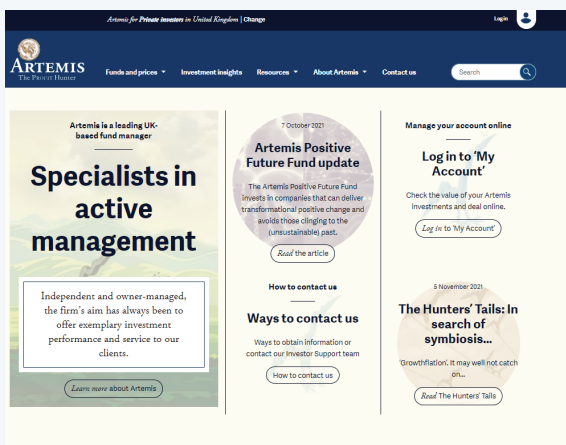 Artemis for Private investors in United Kingdom | Change
Login
ARTEMIS
The PROFIT Hunter
Funds and prices
Investment insights
Resources
About Artemis
Contact us
Search
Artemis is a leading UK-
based fund manager
Specialists in
active
management
Independent and owner-managed,
the firm's aim has always been to
offer exemplary investment
performance and service to our
clients.
Learn more about Artemis
7 October 2021
Artemis Positive
Future Fund update
The Artemis Positive Future Fund
invests in companies that can deliver
transformational positive change and
avoids those clinging to the
(unsustainable) past.
Read the article
How to contact us
Ways to contact us
Ways to obtain information or
contact our Investor Support team
How to contact us
Manage your account online
Log in to 'My
Account'
Check the value of your Artemis
investments and deal online.
Log in to 'My Account'
5 November 2021
The Hunters' Tails: In
search of
symbiosis...
'Growthflation'. It may well not catch
on...
Read The Hunters' Tails